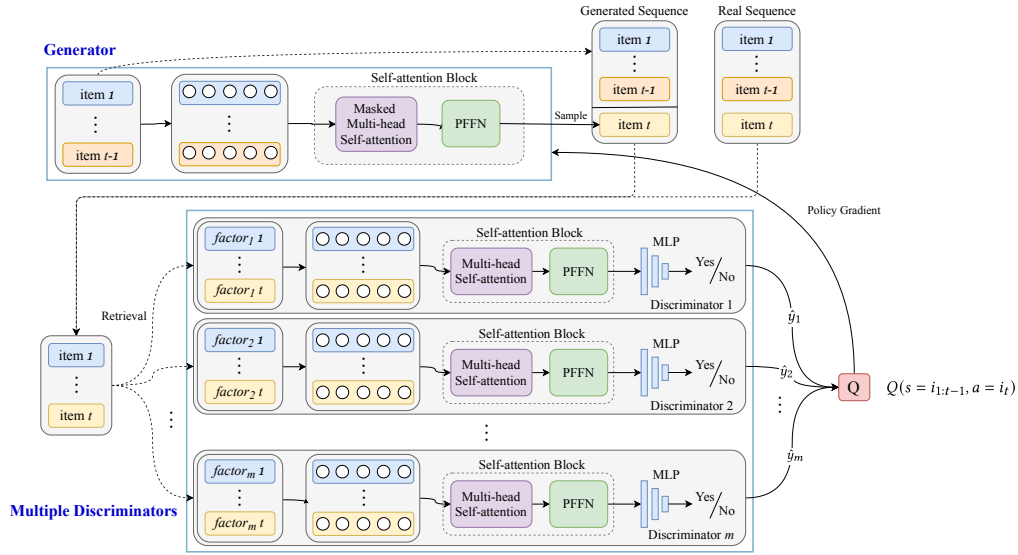 Generated Sequence
Real Sequence
Generator
item 1
⋮
item t-1
⋮
Self-attention Block
Masked
Multi-head
Self-attention
PFFN
Sample
item 1
⋮
item t-1
item t
item 1
⋮
item t-1
item t
Policy Gradient
Retrieval
item 1
⋮
item t
⋮
Multiple Discriminators
factor₁ 1
⋮
factor₁ t
⋮
Self-attention Block
Multi-head
Self-attention
PFFN
MLP
Yes/No
Discriminator 1
factor₂ 1
⋮
factor₂ t
⋮
Self-attention Block
Multi-head
Self-attention
PFFN
MLP
Yes/No
Discriminator 2
⋮
factorₘ 1
⋮
factorₘ t
⋮
Self-attention Block
Multi-head
Self-attention
PFFN
MLP
Yes/No
Discriminator m
ŷ₁
ŷ₂
⋮
ŷₘ
Q
Q(s = i₁:ₜ₋₁, a = iₜ)